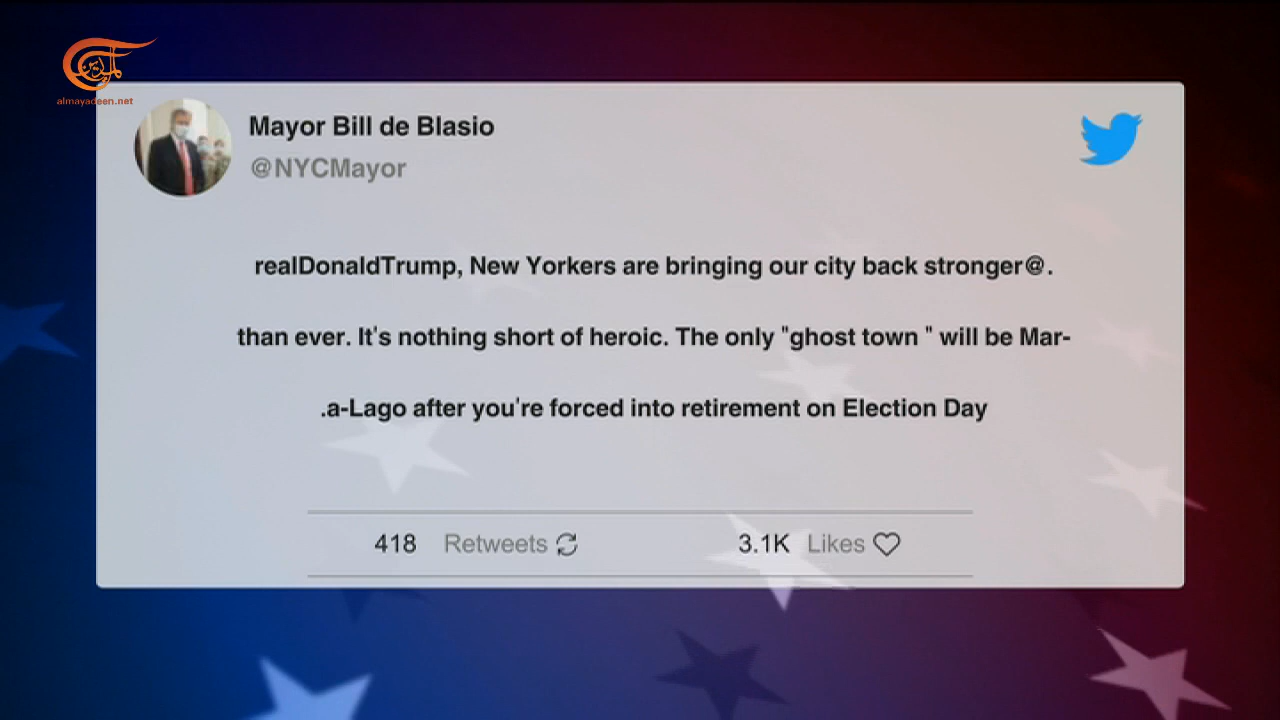 الميادين
almayadeen.net
Mayor Bill de Blasio
@NYCMayor
realDonaldTrump, New Yorkers are bringing our city back stronger@.
than ever. It's nothing short of heroic. The only "ghost town " will be Mar-
.a-Lago after you're forced into retirement on Election Day
418 Retweets 3.1K Likes